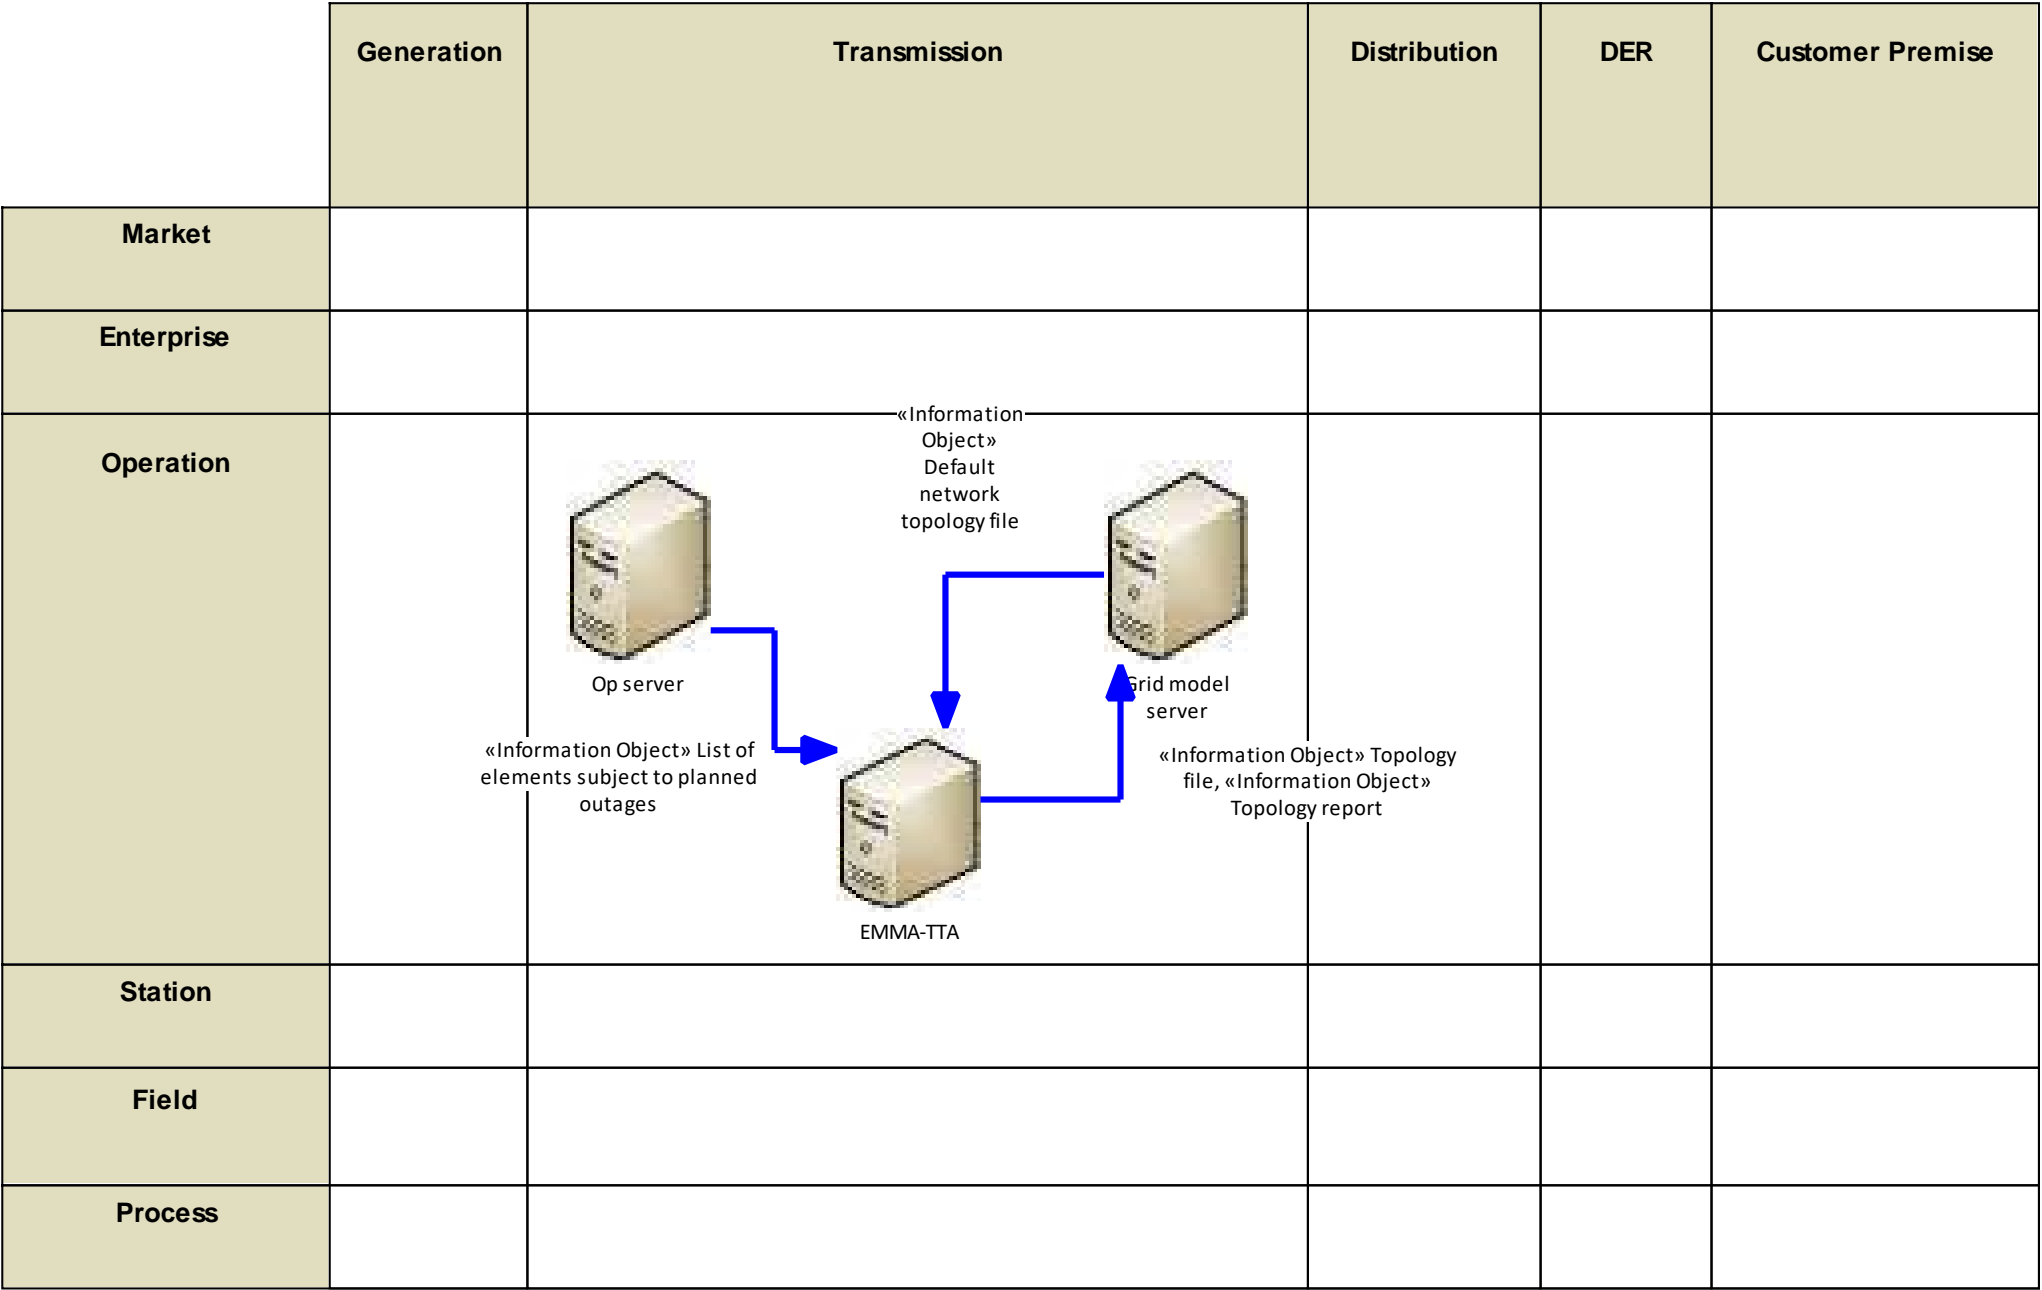 Generation
Transmission
Distribution
DER
Customer Premise
Market
Enterprise
Operation
«Information
Object»
Default
network
topology file
Op server
Grid model
server
«Information Object» List of
elements subject to planned
outages
«Information Object» Topology
file, «Information Object»
Topology report
EMMA-TTA
Station
Field
Process